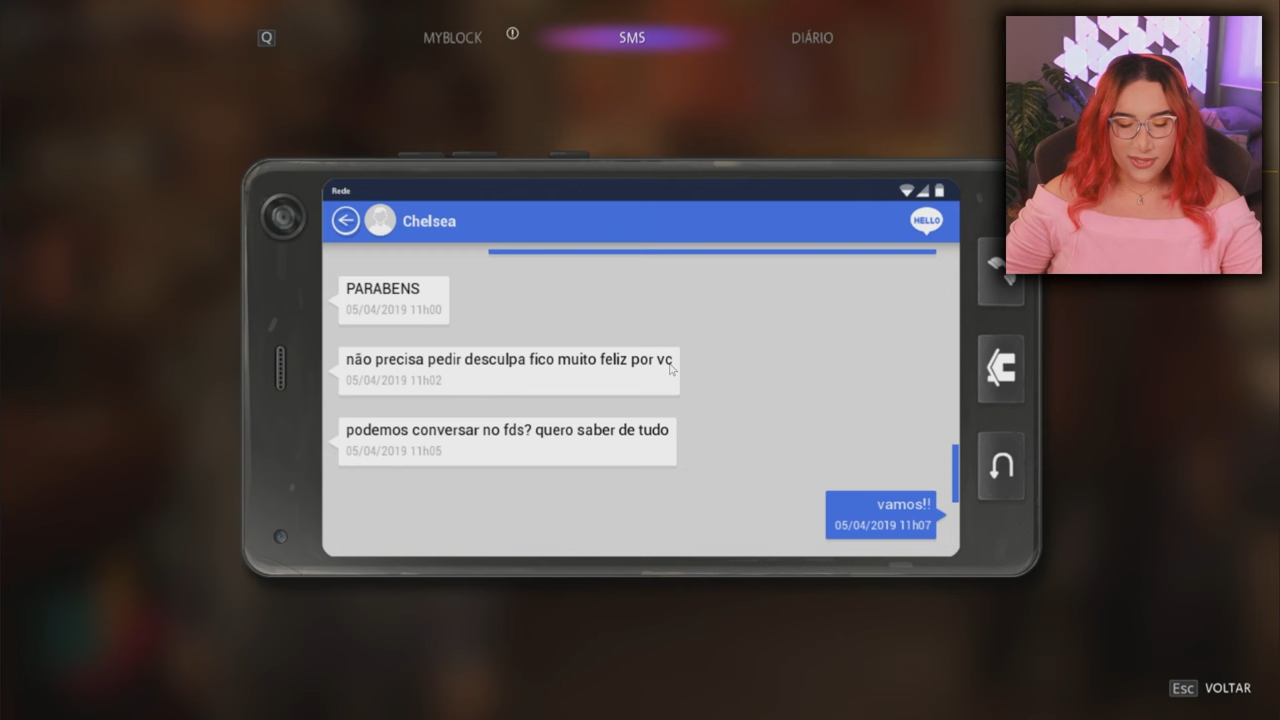 Q
MYBLOCK
SMS
DIÁRIO
Rede
Chelsea
HELLO
PARABENS
05/04/2019 11h00
não precisa pedir desculpa fico muito feliz por vc
05/04/2019 11h02
podemos conversar no fds? quero saber de tudo
05/04/2019 11h05
vamos!!
05/04/2019 11h07
Esc VOLTAR